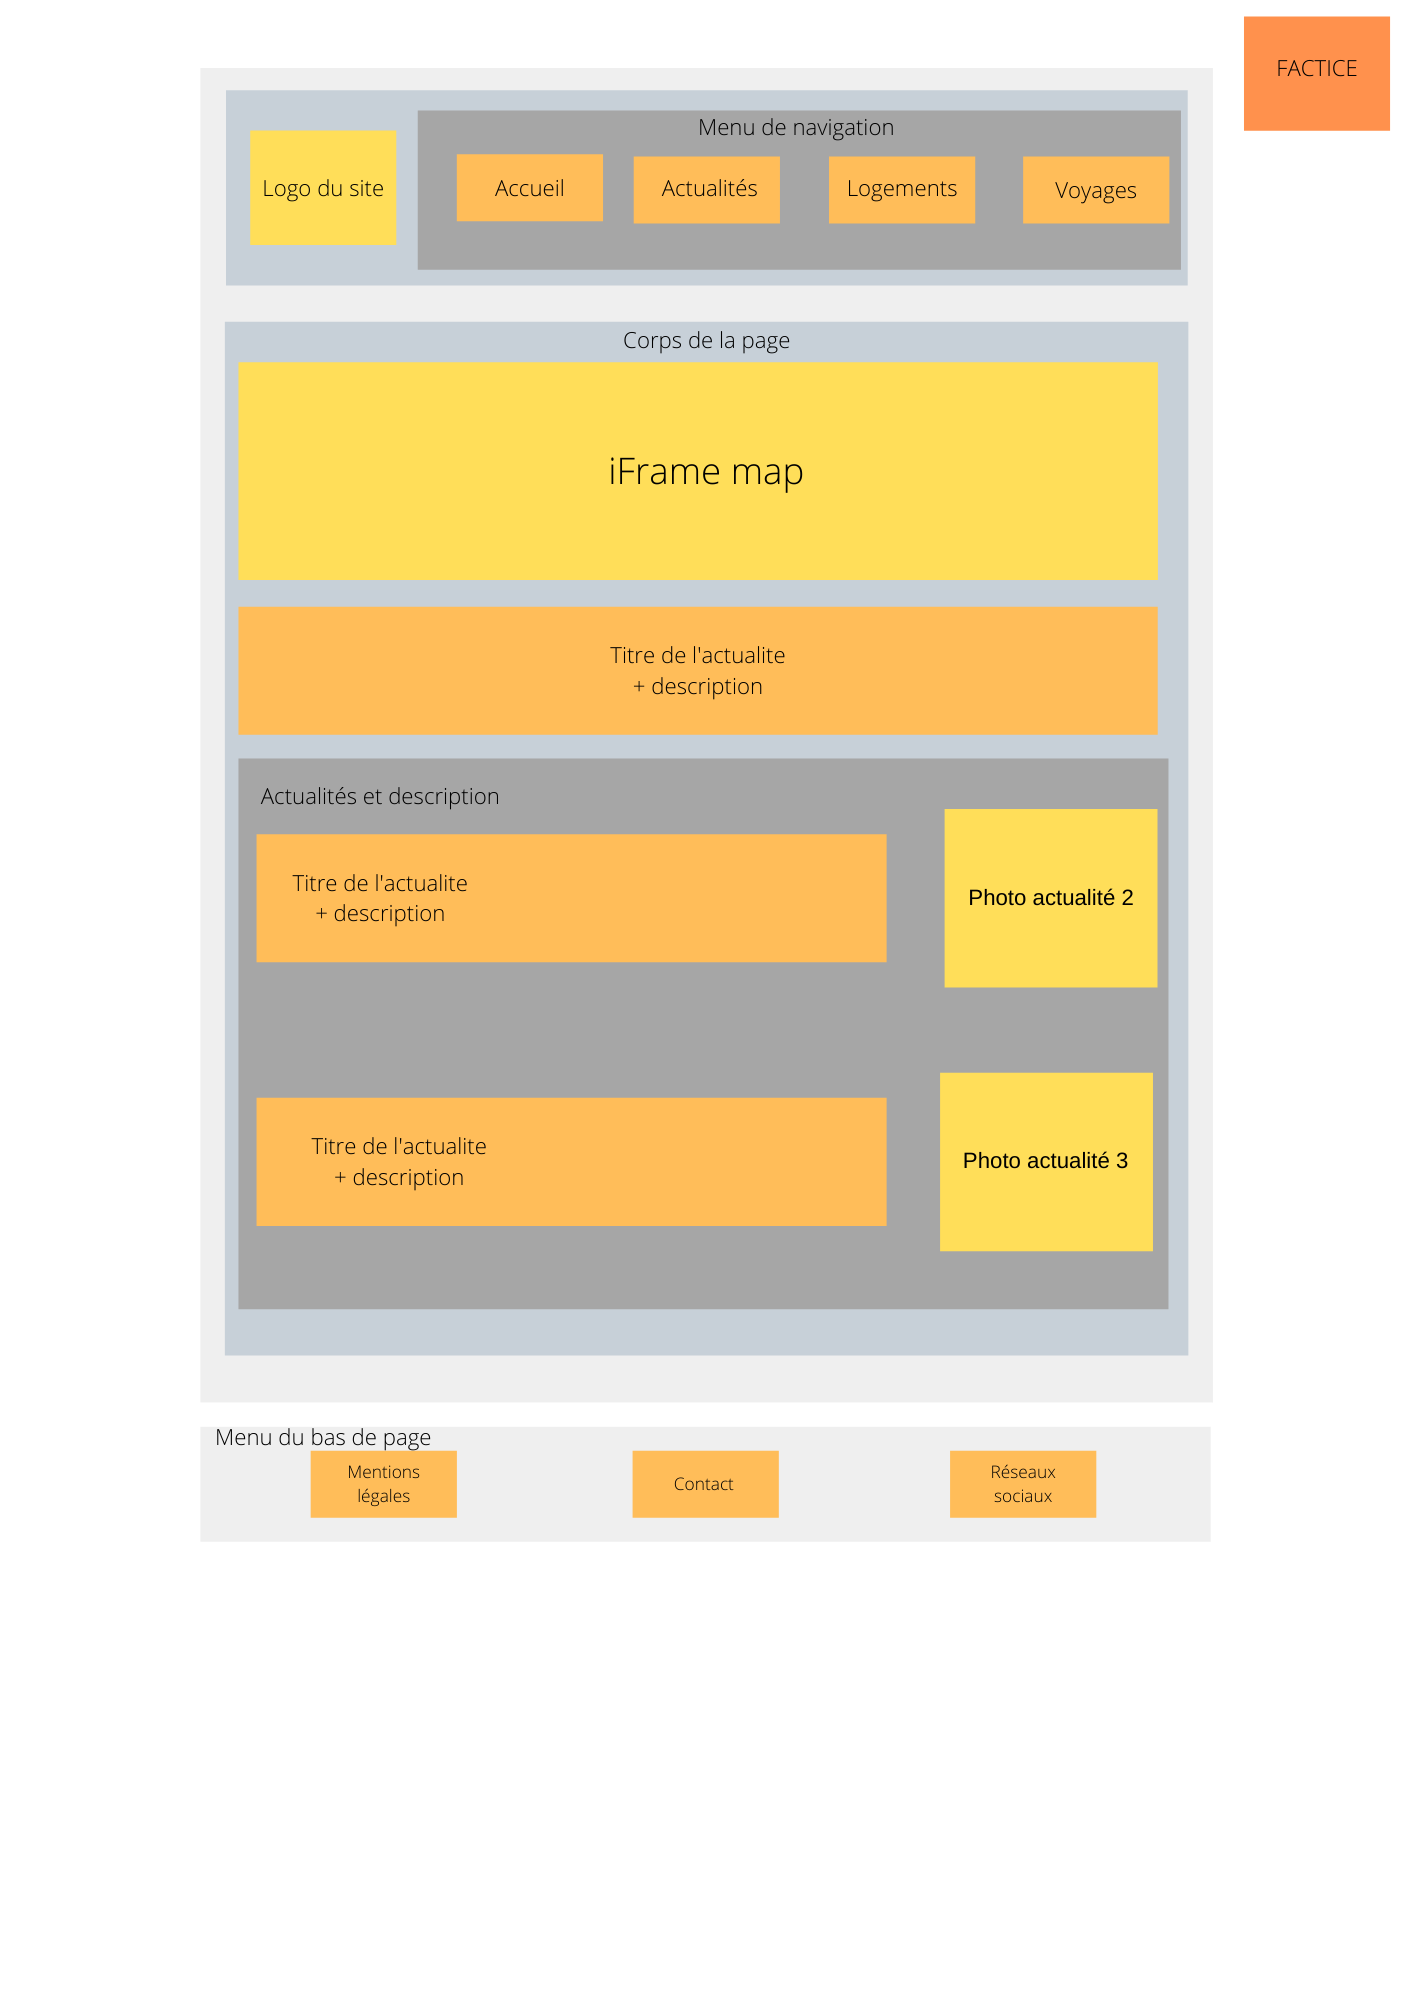 FACTICE
Menu de navigation
Logo du site
Accueil
Actualités
Logements
Voyages
Corps de la page
iFrame map
Titre de l'actualite
+ description
Actualités et description
Titre de l'actualite
+ description
Photo actualité 2
Titre de l'actualite
+ description
Photo actualité 3
Menu du bas de page
Mentions
légales
Contact
Réseaux
sociaux